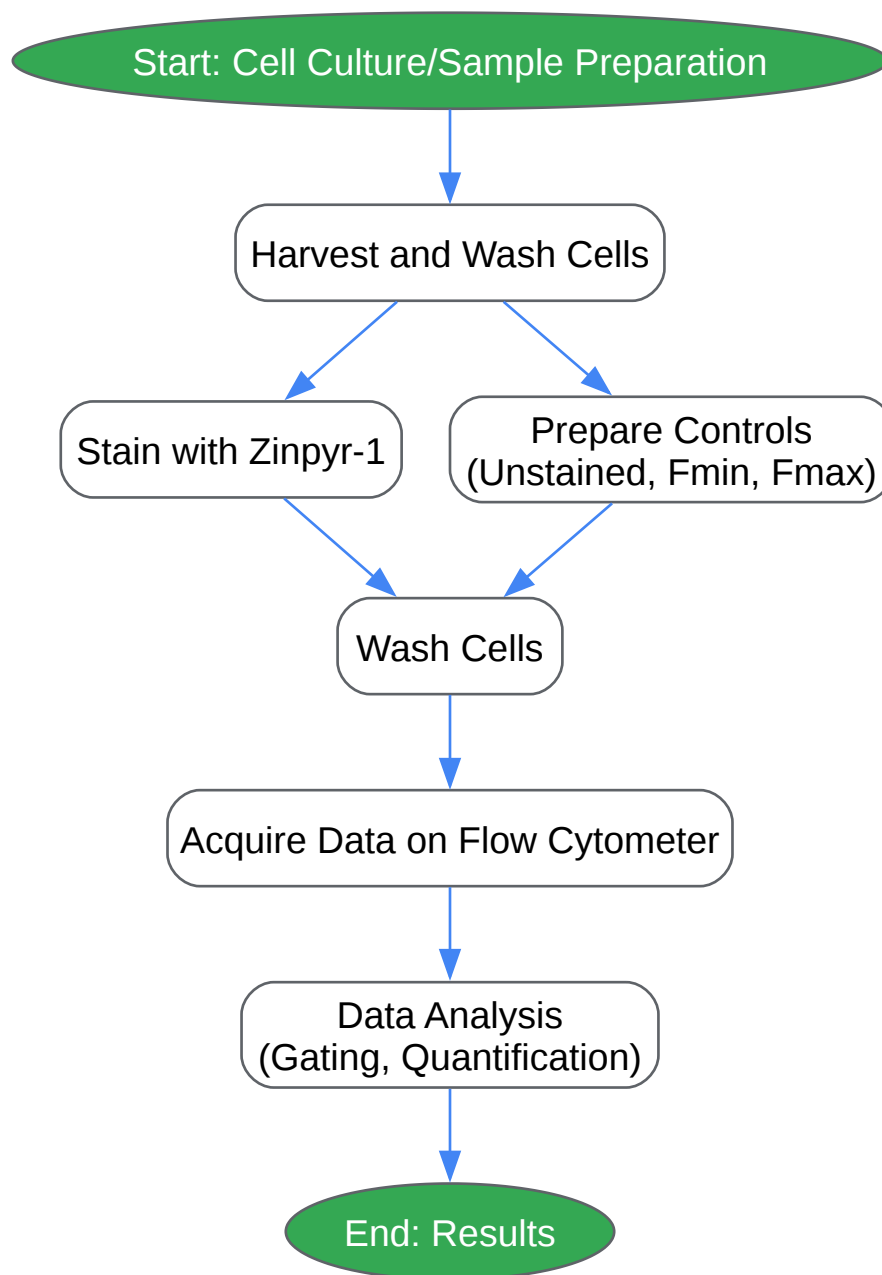 Start: Cell Culture/Sample Preparation
Harvest and Wash Cells
Stain with Zinpyr-1
Prepare Controls
(Unstained, Fmin, Fmax)
Wash Cells
Acquire Data on Flow Cytometer
Data Analysis
(Gating, Quantification)
End: Results